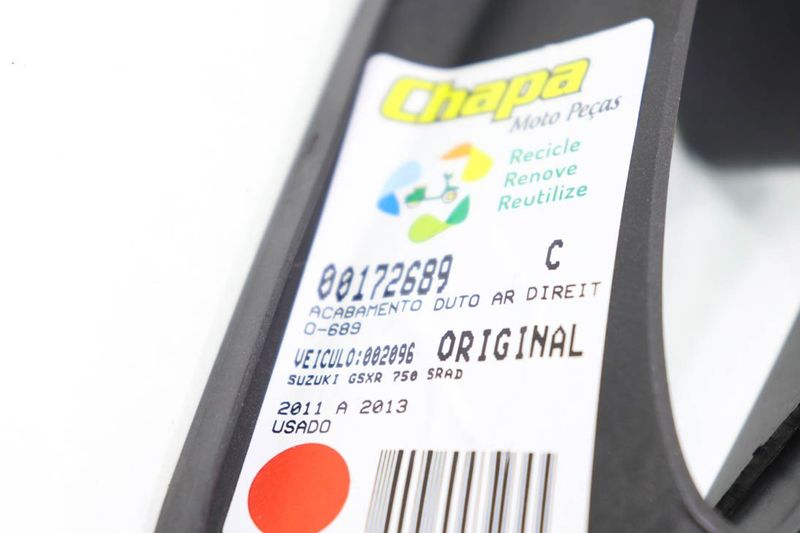 Chapa
Moto Peças
Recicle
Renove
Reutilize
00172689 C
ACABAMENTO DUTO AR DIREIT
O-689
VEICULO:002096 ORIGINAL
SUZUKI GSXR 750 SRAD
2011 A 2013
USADO